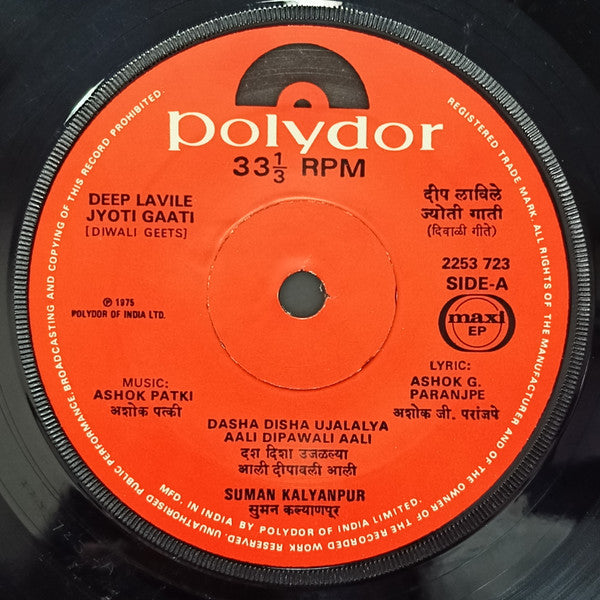 polydor
33 1/3 RPM
DEEP LAVILE
JYOTI GAATI
[DIWALI GEETS]
दीप लाविले
ज्योती गाती
(दिवाळी गीते)
℗ 1975
POLYDOR OF INDIA LTD.
2253 723
SIDE-A
maxi
EP
MUSIC:
ASHOK PATKI
अशोक पत्की
LYRIC:
ASHOK G.
PARANJPE
अशोक जी. परांजपे
DASHA DISHA UJALALYA
AALI DIPAWALI AALI
दश दिशा उजळल्या
आली दीपावली आली
SUMAN KALYANPUR
सुमन कल्याणपूर
MFD. IN INDIA BY POLYDOR OF INDIA LIMITED.
REGISTERED TRADE MARK. ALL RIGHTS OF THE MANUFACTURER AND OF THE OWNER OF THE RECORDED WORK RESERVED. UNAUTHORISED PUBLIC PERFORMANCE·BROADCASTING AND COPYING OF THIS RECORD PROHIBITED.